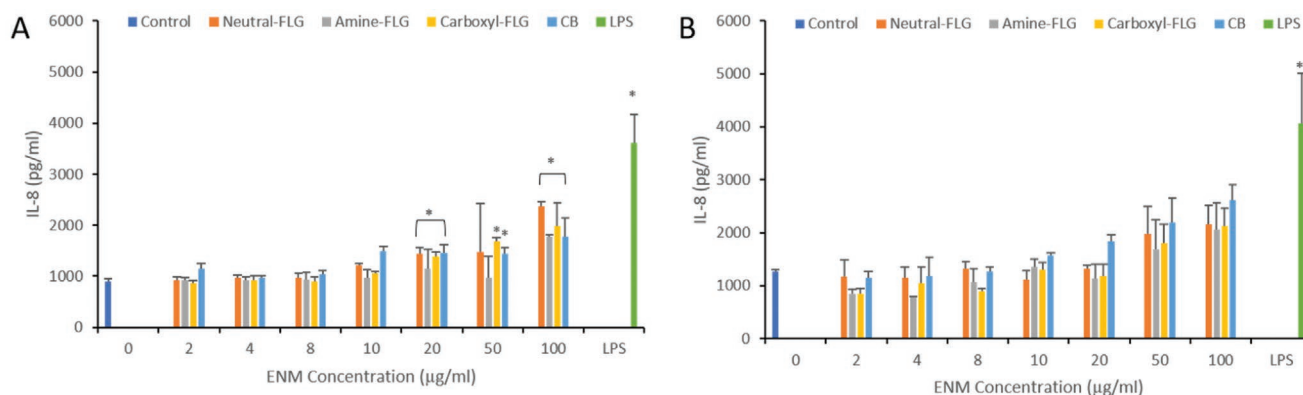 A
Control Neutral-FLG Amine-FLG Carboxyl-FLG CB LPS
6000
5000
4000
3000
2000
1000
0
IL-8 (pg/ml)
*
*
*
* *
0 2 4 8 10 20 50 100 LPS
ENM Concentration (µg/ml)
B
Control Neutral-FLG Amine-FLG Carboxyl-FLG CB LPS
6000
5000
4000
3000
2000
1000
0
IL-8 (pg/ml)
*
0 2 4 8 10 20 50 100 LPS
ENM Concentration (µg/ml)